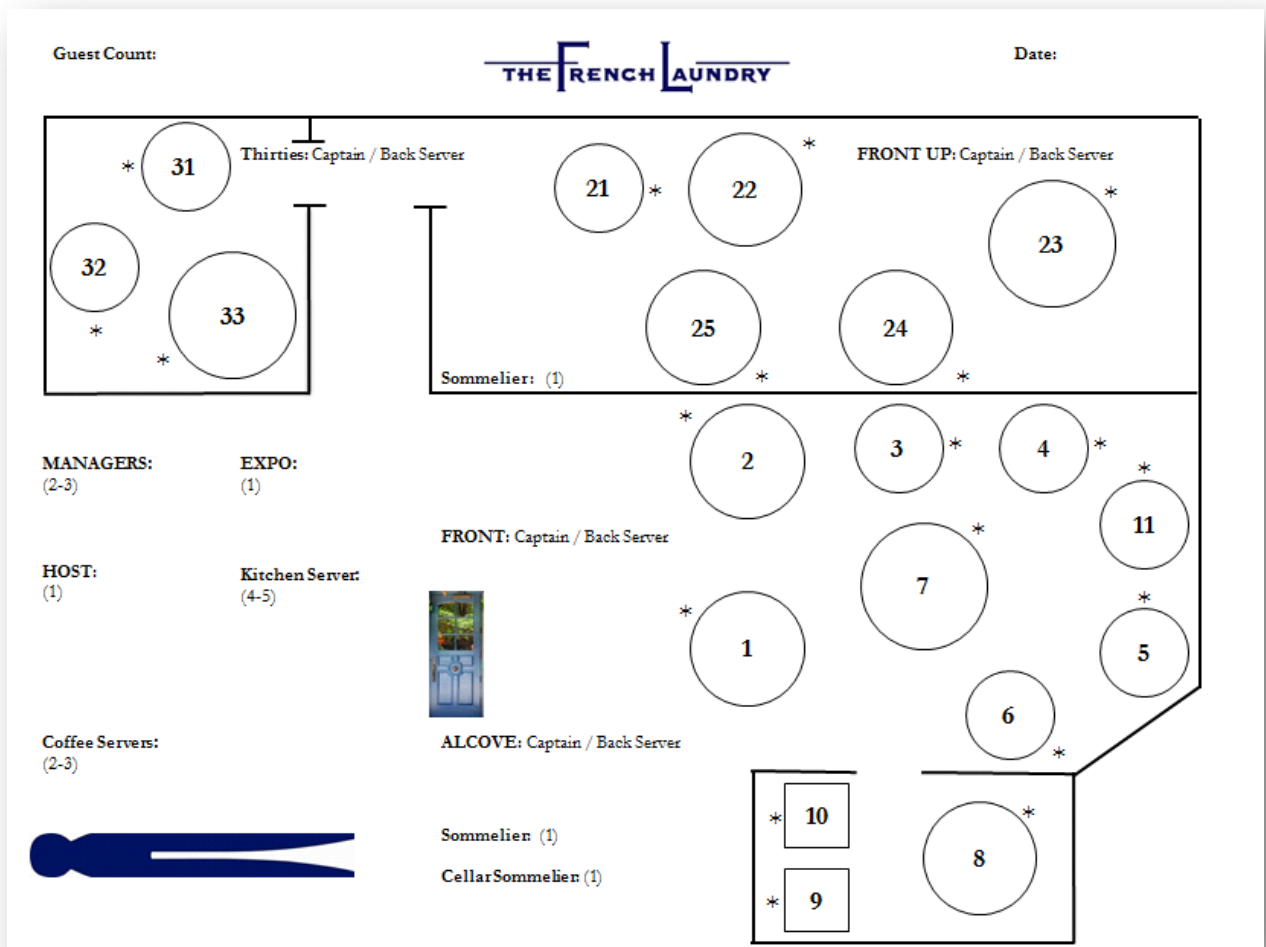 Guest Count:
THE FRENCH LAUNDRY
Date:
31
*
Thirties: Captain / Back Server
32
*
33
*
21
*
22
*
FRONT UP: Captain / Back Server
23
*
25
*
24
*
Sommelier: (1)
MANAGERS:
(2-3)
EXPO:
(1)
HOST:
(1)
Kitchen Server:
(4-5)
Coffee Servers:
(2-3)
FRONT: Captain / Back Server
* 2
3 *
4 *
*
11
*
7
*
1
*
5
6
*
ALCOVE: Captain / Back Server
Sommelier: (1)
Cellar Sommelier: (1)
* 10
* 9
*
8